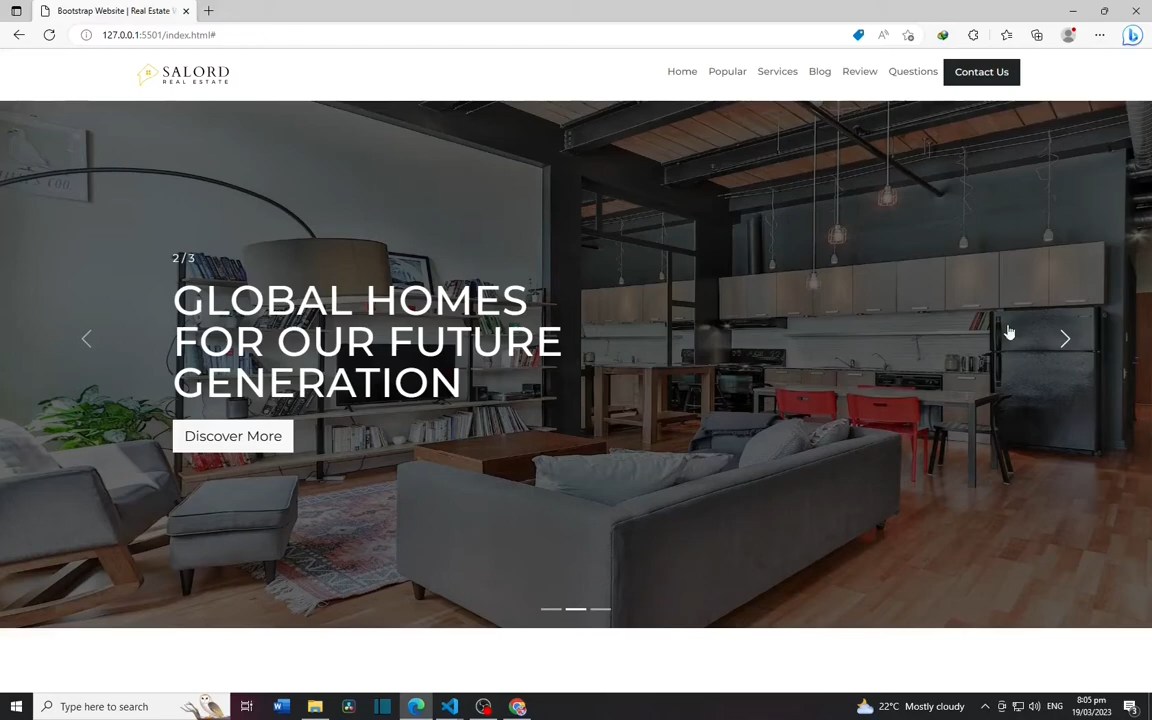 Bootstrap Website | Real Estate W
127.0.0.1:5501/index.html#
SALORD
REAL ESTATE
Home
Popular
Services
Blog
Review
Questions
Contact Us
2 / 3
GLOBAL HOMES
FOR OUR FUTURE
GENERATION
Discover More
Type here to search
22°C Mostly cloudy
ENG
8:05 pm
19/03/2023
3